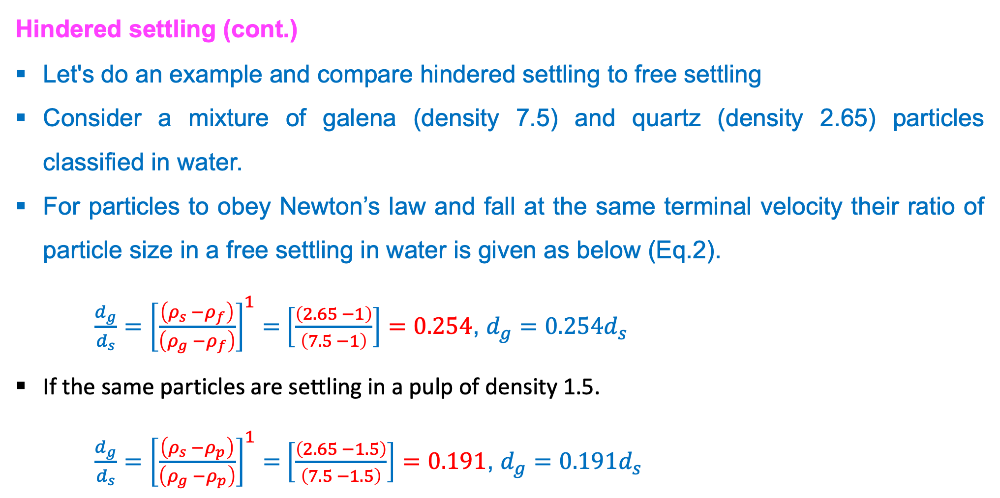 Hindered settling (cont.)
▪ Let's do an example and compare hindered settling to free settling
▪ Consider a mixture of galena (density 7.5) and quartz (density 2.65) particles
classified in water.
▪ For particles to obey Newton’s law and fall at the same terminal velocity their ratio of
particle size in a free settling in water is given as below (Eq.2).
$\frac{d_g}{d_s} = \left[\frac{(\rho_s - \rho_f)}{(\rho_g - \rho_f)}\right]^1 = \left[\frac{(2.65 - 1)}{(7.5 - 1)}\right] = 0.254, d_g = 0.254d_s$
▪ If the same particles are settling in a pulp of density 1.5.
$\frac{d_g}{d_s} = \left[\frac{(\rho_s - \rho_p)}{(\rho_g - \rho_p)}\right]^1 = \left[\frac{(2.65 - 1.5)}{(7.5 - 1.5)}\right] = 0.191, d_g = 0.191d_s$